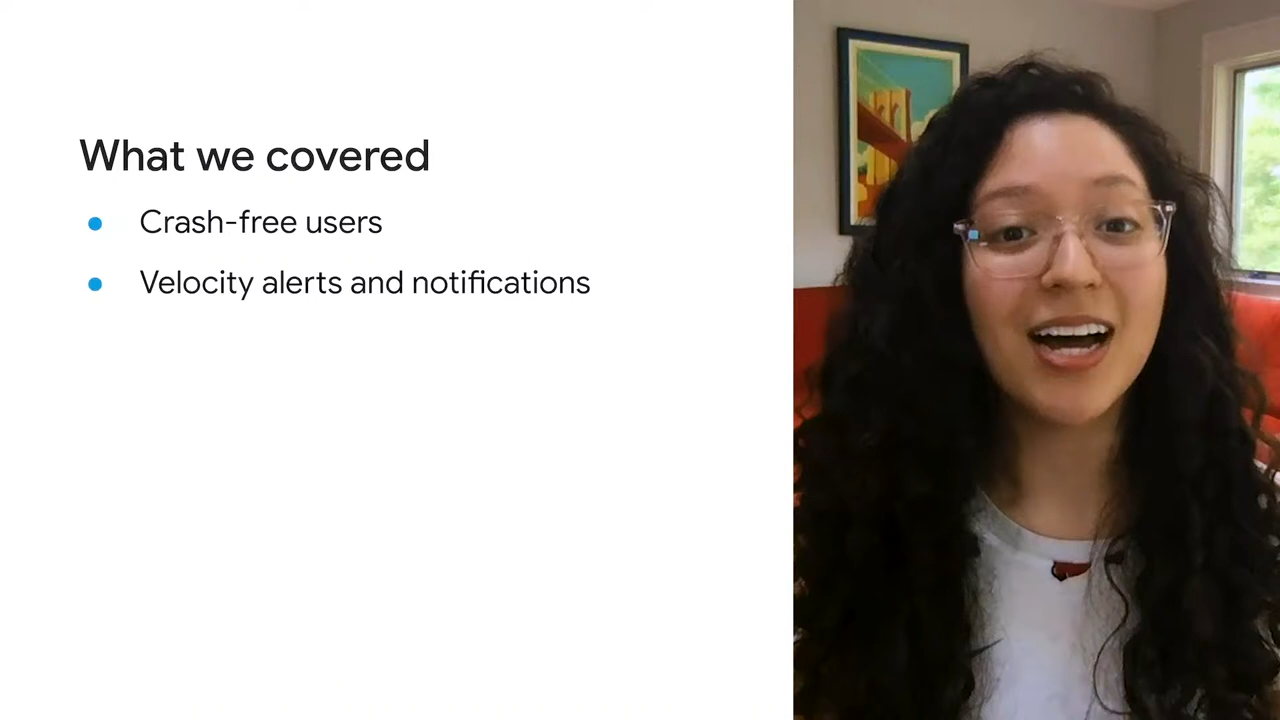 What we covered
Crash-free users
Velocity alerts and notifications